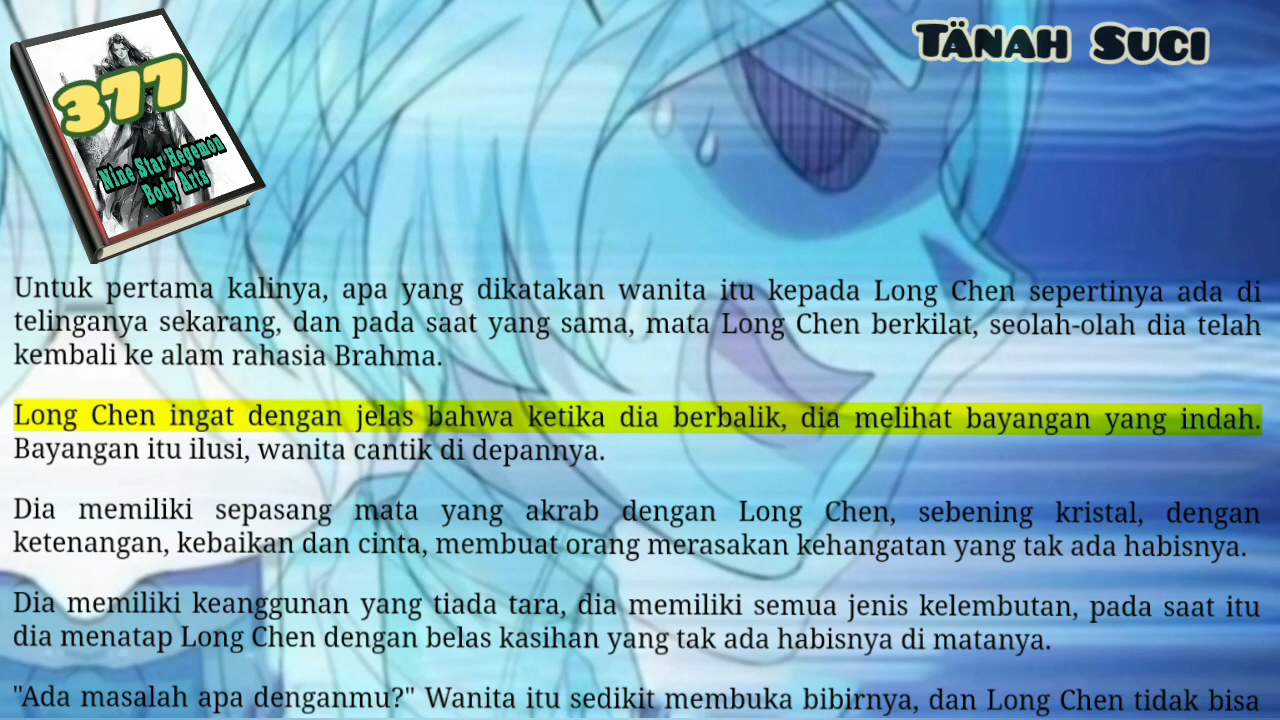 TÄNAH SUCI
377
Nine Star Hegemon
Body Arts
Untuk pertama kalinya, apa yang dikatakan wanita itu kepada Long Chen sepertinya ada di
telinganya sekarang, dan pada saat yang sama, mata Long Chen berkilat, seolah-olah dia telah
kembali ke alam rahasia Brahma.
Long Chen ingat dengan jelas bahwa ketika dia berbalik, dia melihat bayangan yang indah.
Bayangan itu ilusi, wanita cantik di depannya.
Dia memiliki sepasang mata yang akrab dengan Long Chen, sebening kristal, dengan
ketenangan, kebaikan dan cinta, membuat orang merasakan kehangatan yang tak ada habisnya.
Dia memiliki keanggunan yang tiada tara, dia memiliki semua jenis kelembutan, pada saat itu
dia menatap Long Chen dengan belas kasihan yang tak ada habisnya di matanya.
"Ada masalah apa denganmu?" Wanita itu sedikit membuka bibirnya, dan Long Chen tidak bisa